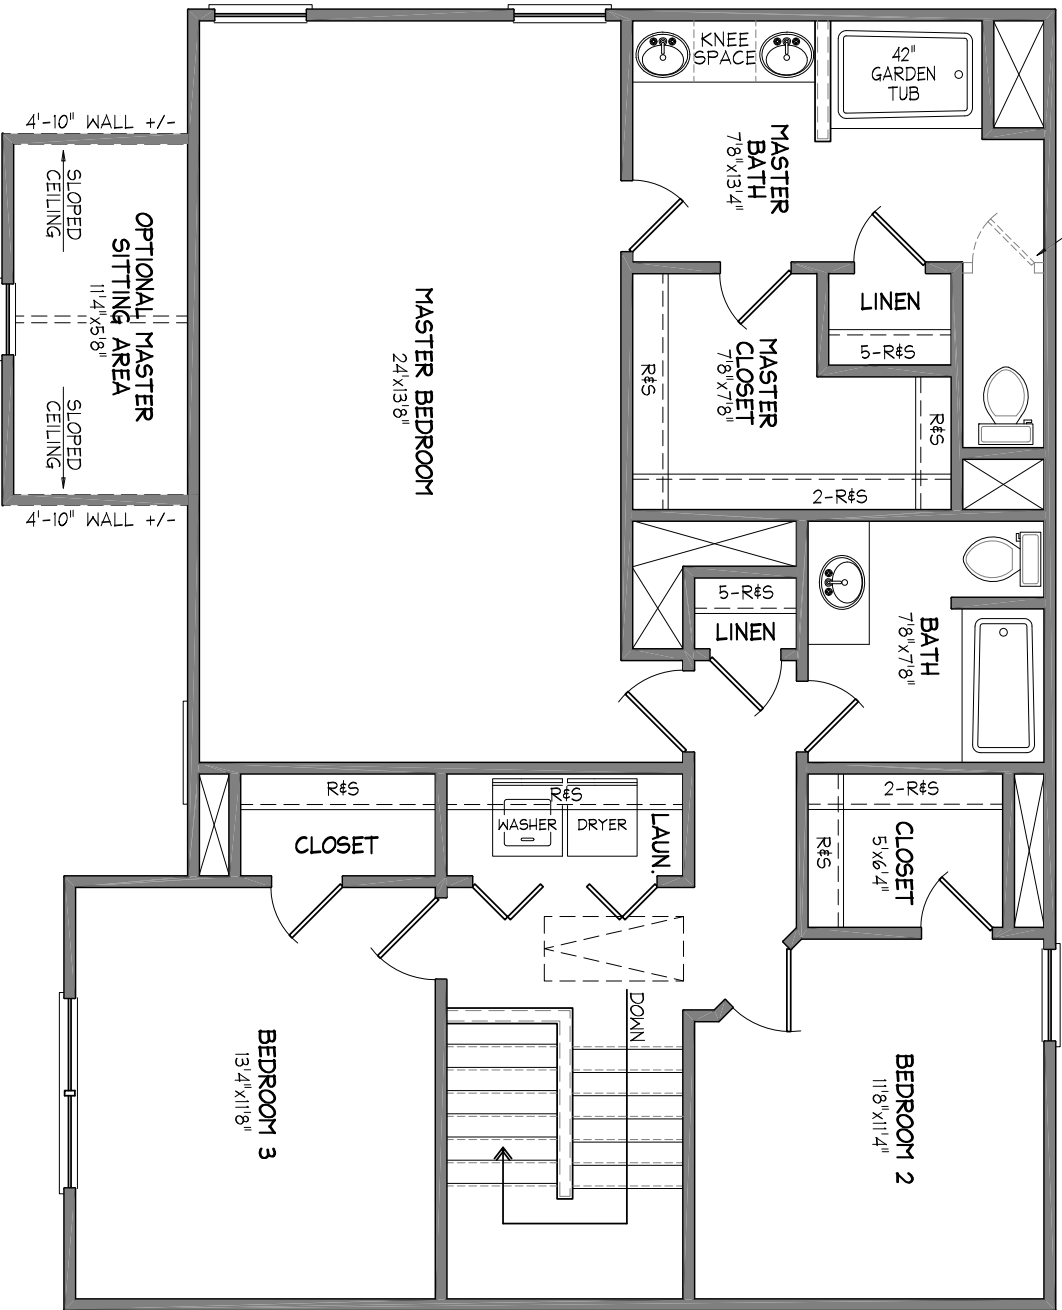 KNEE
SPACE
42"
GARDEN
TUB
4'-10" WALL +/-
MASTER
BATH
7'8"x13'4"
SLOPED
CEILING
OPTIONAL MASTER
SITTING AREA
11'4"x5'8"
SLOPED
CEILING
4'-10" WALL +/-
MASTER BEDROOM
24'x13'8"
LINEN
5-R&S
MASTER
CLOSET
7'8"x7'8"
R&S
R&S
2-R&S
5-R&S
LINEN
BATH
7'8"x7'8"
R&S
CLOSET
R&S
WASHER
DRYER
LAUN.
2-R&S
R&S
CLOSET
5'x6'4"
DOWN
BEDROOM 3
13'4"x11'8"
BEDROOM 2
11'8"x11'4"